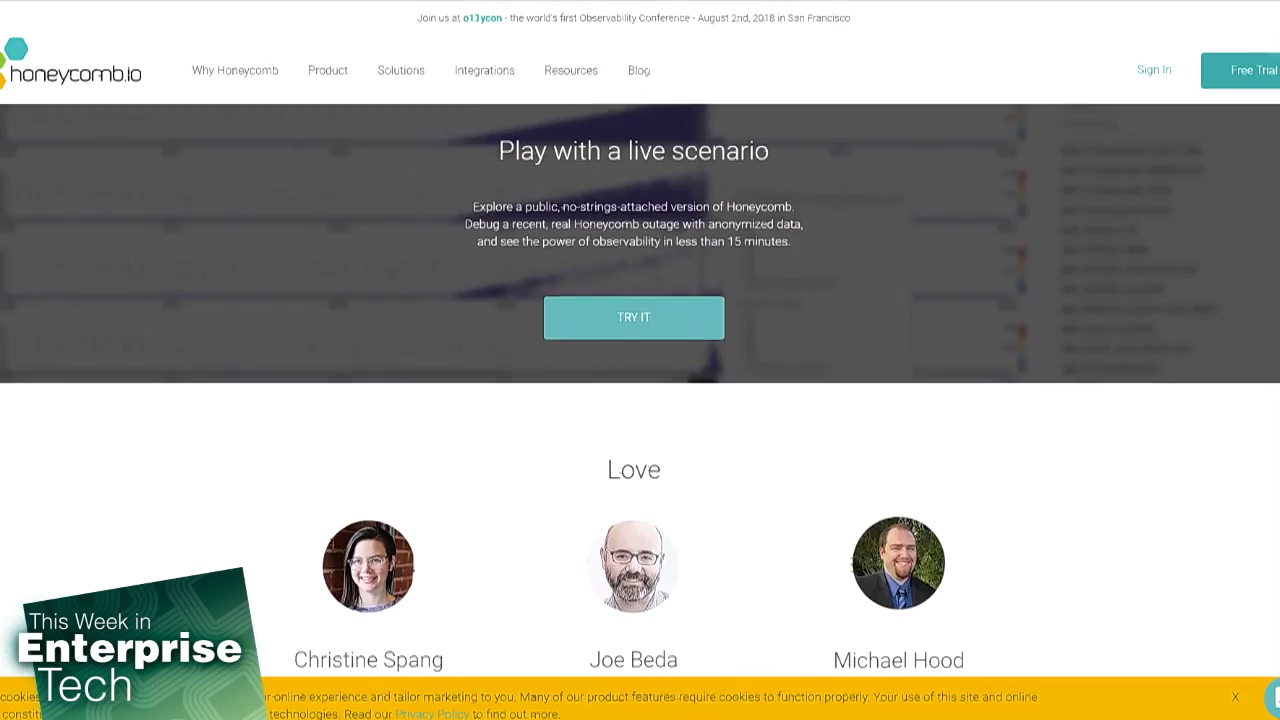 Join us at o11ycon - the world's first Observability Conference - August 2nd, 2018 in San Francisco
honeycomb.io
Why Honeycomb
Product
Solutions
Integrations
Resources
Blog
Sign In
Free Trial
Play with a live scenario
Explore a public, no-strings-attached version of Honeycomb.
Debug a recent, real Honeycomb outage with anonymized data,
and see the power of observability in less than 15 minutes.
TRY IT
Love
Christine Spang
Joe Beda
Michael Hood
This Week in
Enterprise
Tech
cookies
online experience and tailor marketing to you. Many of our product features require cookies to function properly. Your use of this site and online
X
technologies. Read our Privacy Policy to find out more.